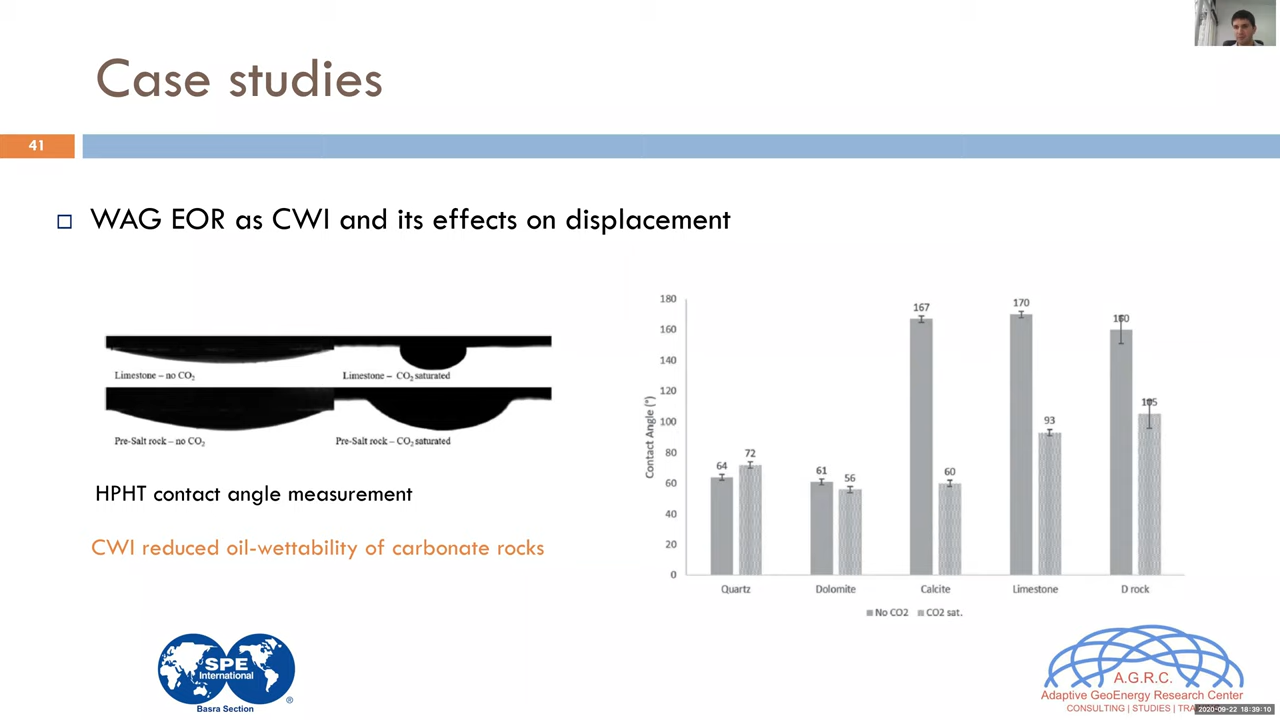 Case studies
41
WAG EOR as CWI and its effects on displacement
Limestone – no CO2
Limestone – CO2 saturated
Pre-Salt rock – no CO2
Pre-Salt rock – CO2 saturated
HPHT contact angle measurement
CWI reduced oil-wettability of carbonate rocks
Contact Angle (°)
180
160
140
120
100
80
60
40
20
0
64
72
61
56
167
60
170
93
160
105
Quartz
Dolomite
Calcite
Limestone
D rock
No CO2
CO2 sat.
SPE
International
®
Basra Section
A.G.R.C.
Adaptive GeoEnergy Research Center
CONSULTING | STUDIES |
2020-09-22 18:39:10